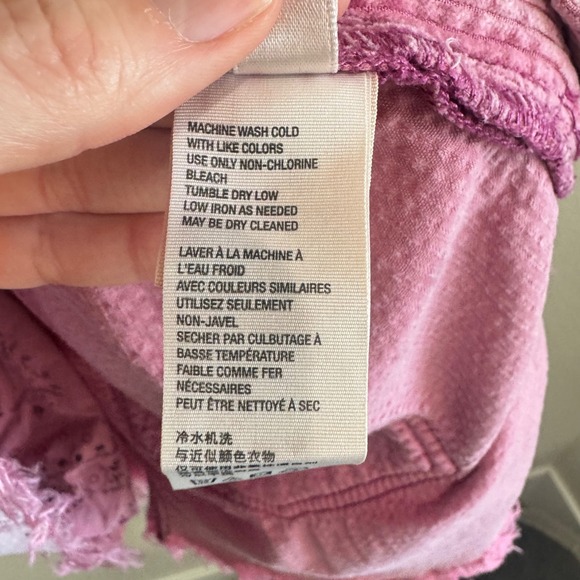 MACHINE WASH COLD
WITH LIKE COLORS
USE ONLY NON-CHLORINE
BLEACH
TUMBLE DRY LOW
LOW IRON AS NEEDED
MAY BE DRY CLEANED
LAVER À LA MACHINE À
L'EAU FROID
AVEC COULEURS SIMILAIRES
UTILISEZ SEULEMENT
NON-JAVEL
SECHER PAR CULBUTAGE À
BASSE TEMPÉRATURE
FAIBLE COMME FER
NÉCESSAIRES
PEUT ÊTRE NETTOYÉ À SEC
冷水机洗
与近似颜色衣物